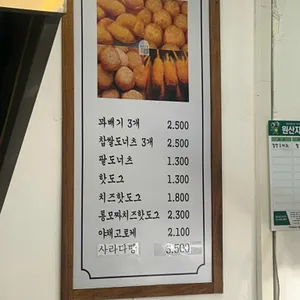 꽈배기 3개 2.500
찹쌀도너츠 3개 2.500
팥도너츠 1.300
핫도그 1.300
치즈핫도그 1.800
통모짜치즈핫도그 2.300
야채고로케 2.100
사라다빵 3,500
원산지